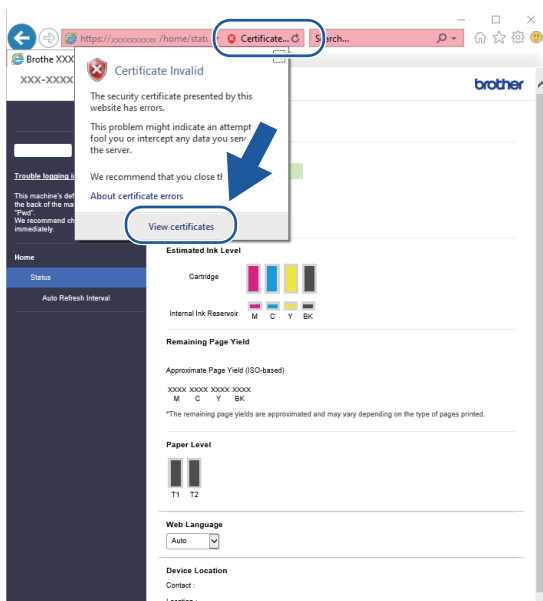 https://xxxxxxxxxx /home/statu
Certificate...
Search...
Brothe XXX
XXX-XXXX
brother
Certificate Invalid
The security certificate presented by this
website has errors.
This problem might indicate an attempt
fool you or intercept any data you send
the server.
We recommend that you close th
About certificate errors
View certificates
Trouble logging i
This machine's def
the back of the ma
"Pwd".
We recommend ch
immediately.
Home
Status
Auto Refresh Interval
Estimated Ink Level
Cartridge
Internal Ink Reservoir
M C Y BK
Remaining Page Yield
Approximate Page Yield (ISO-based)
XXXX XXXX XXXX XXXX
M C Y BK
*The remaining page yields are approximated and may vary depending on the type of pages printed.
Paper Level
T1 T2
Web Language
Auto
Device Location
Contact :
Location :